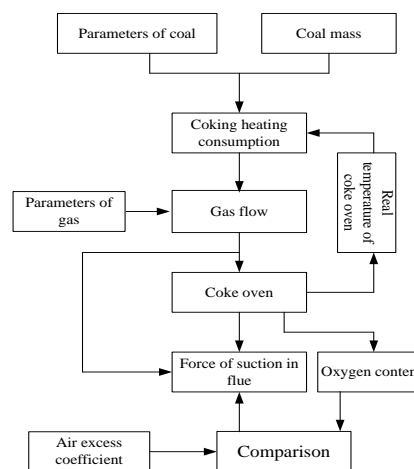 Parameters of coal
Coal mass
Coking heating
consumption
Real
temperature of
coke oven
Parameters of
gas
Gas flow
Coke oven
Force of suction in
flue
Oxygen conten
Air excess
coefficient
Comparison